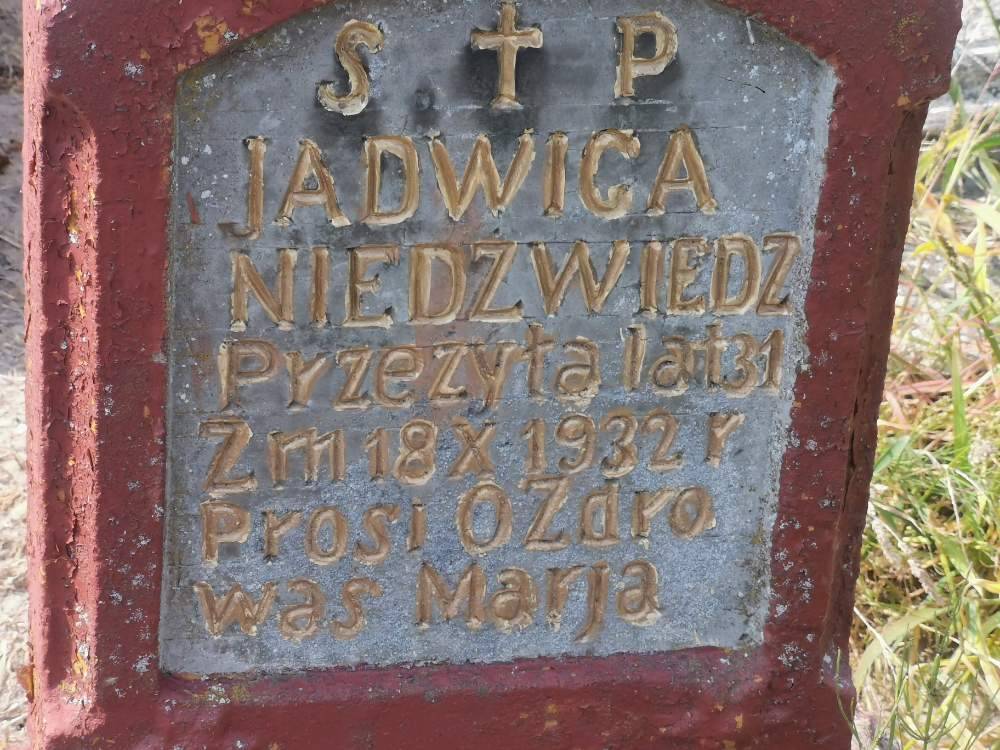 S ✝ P
JADWIGA
NIEDZWIEDZ
Przezyła lat 31
Zm 18 X 1932 r
Prosi O Zdro
was Marja